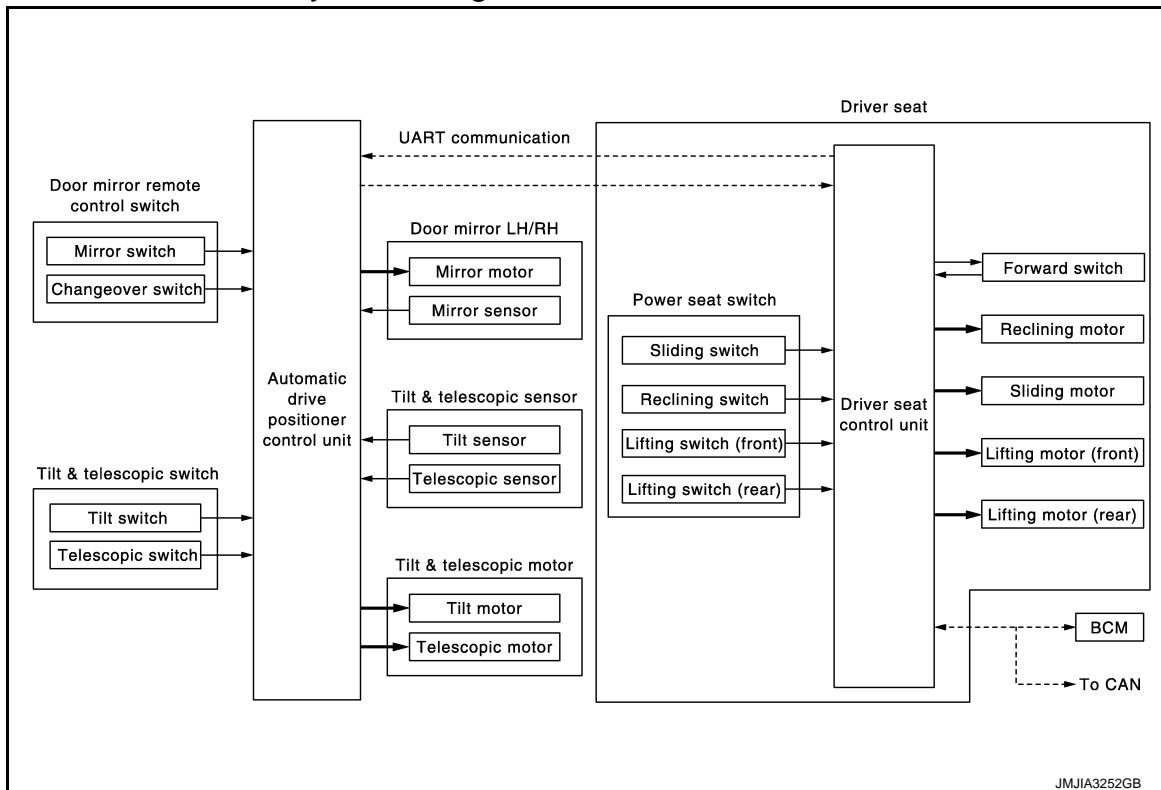 Driver seat
UART communication
Door mirror remote
control switch
Mirror switch
Changeover switch
Door mirror LH/RH
Mirror motor
Mirror sensor
Power seat switch
Sliding switch
Reclining switch
Lifting switch (front)
Lifting switch (rear)
Forward switch
Reclining motor
Sliding motor
Lifting motor (front)
Lifting motor (rear)
Automatic
drive
positioner
control unit
Driver seat
control unit
Tilt & telescopic sensor
Tilt sensor
Telescopic sensor
Tilt & telescopic switch
Tilt switch
Telescopic switch
Tilt & telescopic motor
Tilt motor
Telescopic motor
BCM
To CAN
JMJIA3252GB